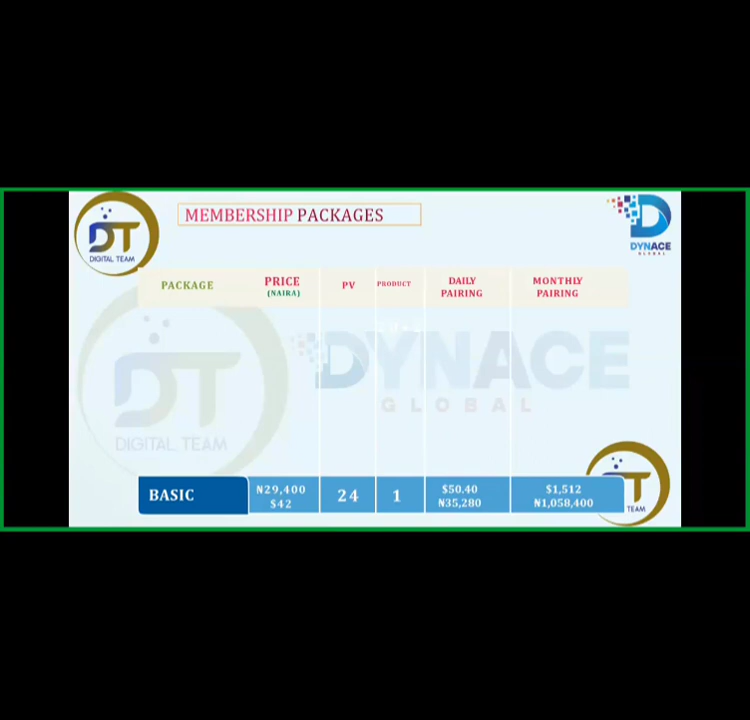 DT
DIGITAL TEAM
MEMBERSHIP PACKAGES
DYNACE
GLOBAL
PACKAGE
PRICE
(NAIRA)
PV
PRODUCT
DAILY
PAIRING
MONTHLY
PAIRING
DT
DIGITAL TEAM
DYNACE
GLOBAL
BASIC
₦29,400
$42
24
1
$50.40
₦35,280
$1,512
₦1,058,400
T
TEAM